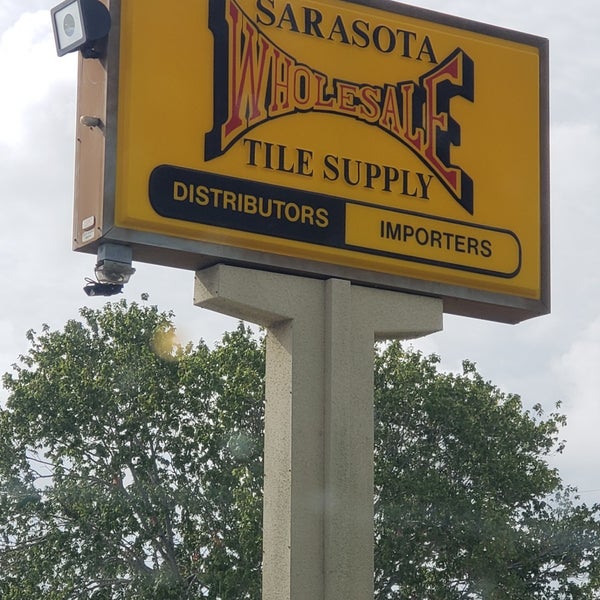 SARASOTA
WHOLESALE
TILE SUPPLY
DISTRIBUTORS IMPORTERS